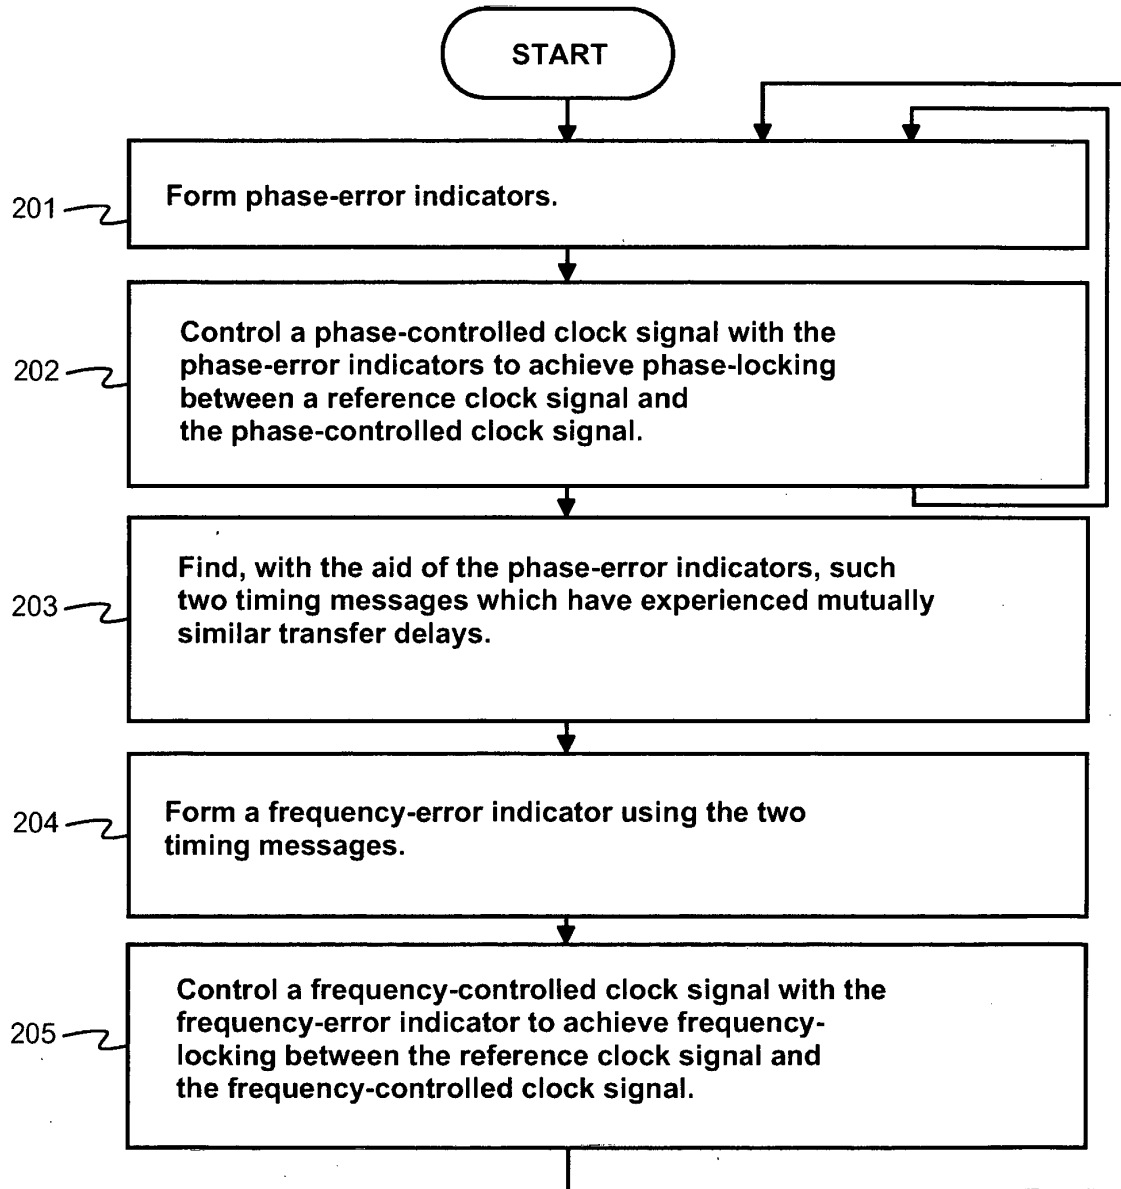 START
201
Form phase-error indicators.
202
Control a phase-controlled clock signal with the
phase-error indicators to achieve phase-locking
between a reference clock signal and
the phase-controlled clock signal.
203
Find, with the aid of the phase-error indicators, such
two timing messages which have experienced mutually
similar transfer delays.
204
Form a frequency-error indicator using the two
timing messages.
205
Control a frequency-controlled clock signal with the
frequency-error indicator to achieve frequency-
locking between the reference clock signal and
the frequency-controlled clock signal.